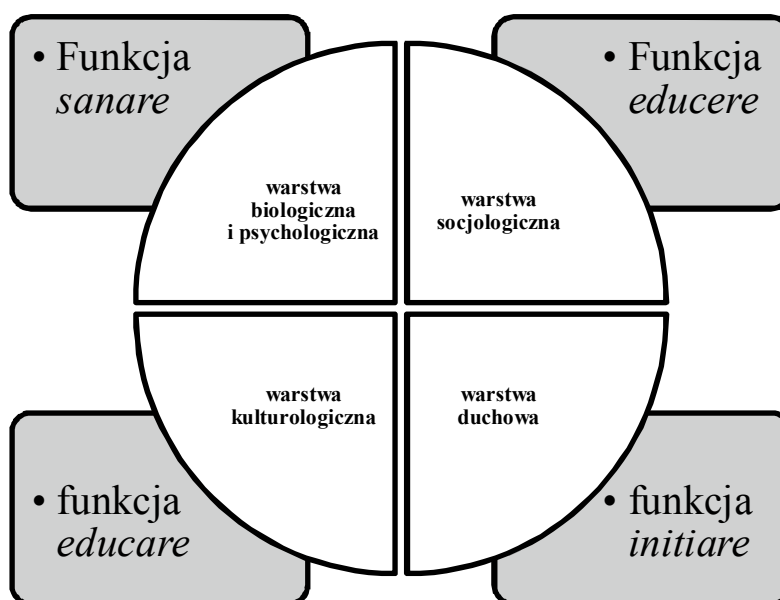 • Funkcja
sanare
• Funkcja
educere
warstwa
biologiczna
i psychologiczna
warstwa
socjologiczna
warstwa
kulturologiczna
warstwa
duchowa
• funkcja
educare
• funkcja
initiare